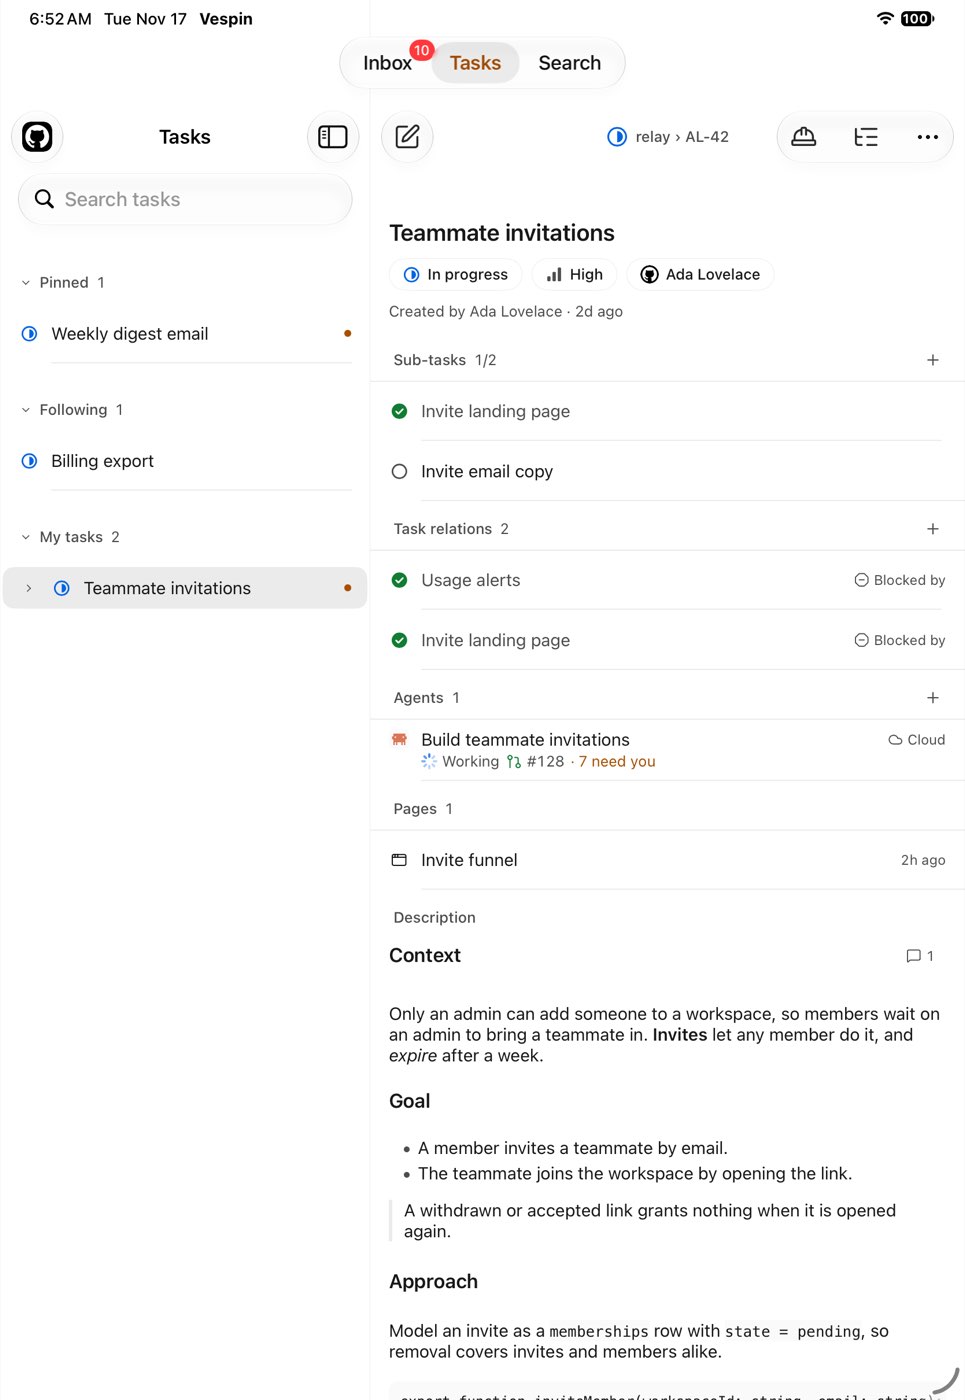 6:52 AM Tue Nov 17 Vespin
100
Inbox 10 Tasks Search
Tasks
relay › AL-42
Search tasks
Pinned 1
Weekly digest email
Following 1
Billing export
My tasks 2
Teammate invitations
Teammate invitations
In progress High Ada Lovelace
Created by Ada Lovelace · 2d ago
Sub-tasks 1/2
Invite landing page
Invite email copy
Task relations 2
Usage alerts Blocked by
Invite landing page Blocked by
Agents 1
Build teammate invitations Cloud
Working #128 · 7 need you
Pages 1
Invite funnel 2h ago
Description
Context 1
Only an admin can add someone to a workspace, so members wait on
an admin to bring a teammate in. Invites let any member do it, and
expire after a week.
Goal
• A member invites a teammate by email.
• The teammate joins the workspace by opening the link.
A withdrawn or accepted link grants nothing when it is opened
again.
Approach
Model an invite as a memberships row with state = pending, so
removal covers invites and members alike.
export function inviteMember(workspaceId: string, email: string)